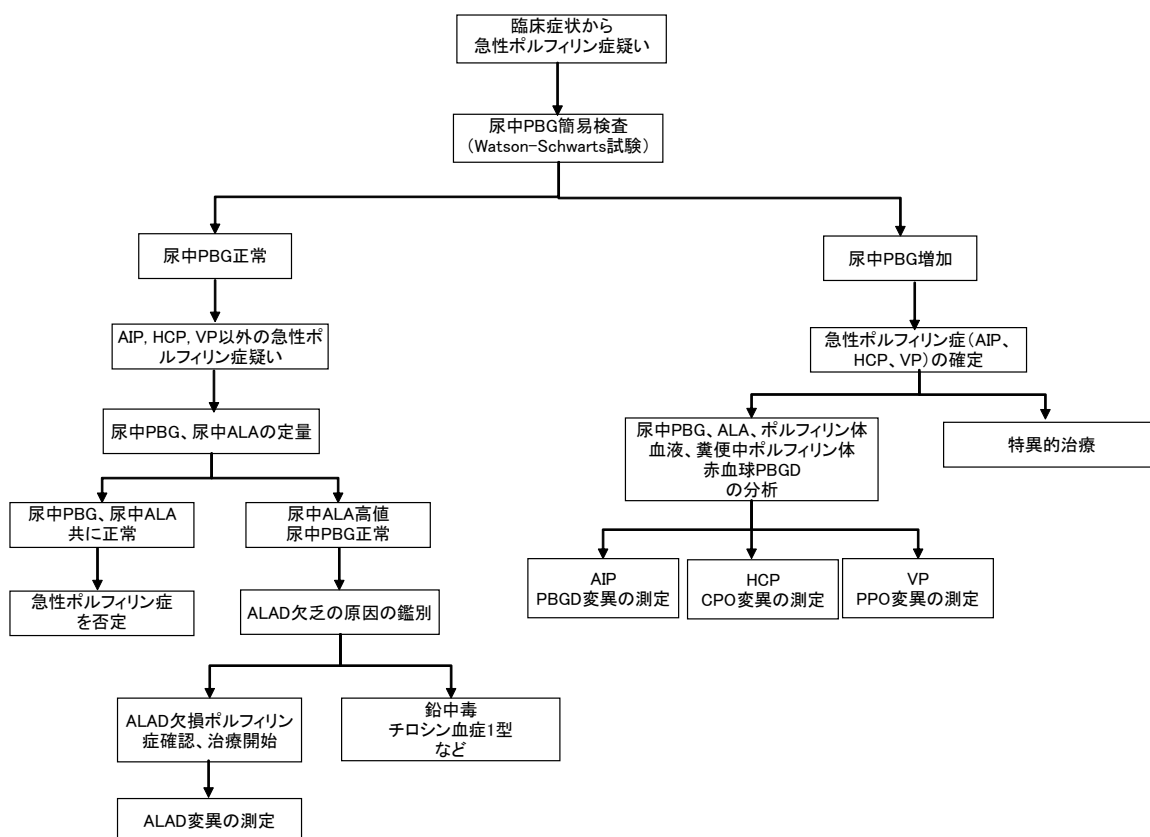 臨床症状から
急性ポルフィリン症疑い
尿中PBG簡易検査
(Watson-Schwarts試験)
尿中PBG正常
尿中PBG増加
AIP, HCP, VP以外の急性ポ
ルフィリン症疑い
急性ポルフィリン症(AIP、
HCP、VP)の確定
尿中PBG、尿中ALAの定量
尿中PBG、ALA、ポルフィリン体
血液、糞便中ポルフィリン体
赤血球PBGD
の分析
特異的治療
尿中PBG、尿中ALA
共に正常
尿中ALA高値
尿中PBG正常
AIP
PBGD変異の測定
HCP
CPO変異の測定
VP
PPO変異の測定
急性ポルフィリン症
を否定
ALAD欠乏の原因の鑑別
ALAD欠損ポルフィリン
症確認、治療開始
鉛中毒
チロシン血症1型
など
ALAD変異の測定